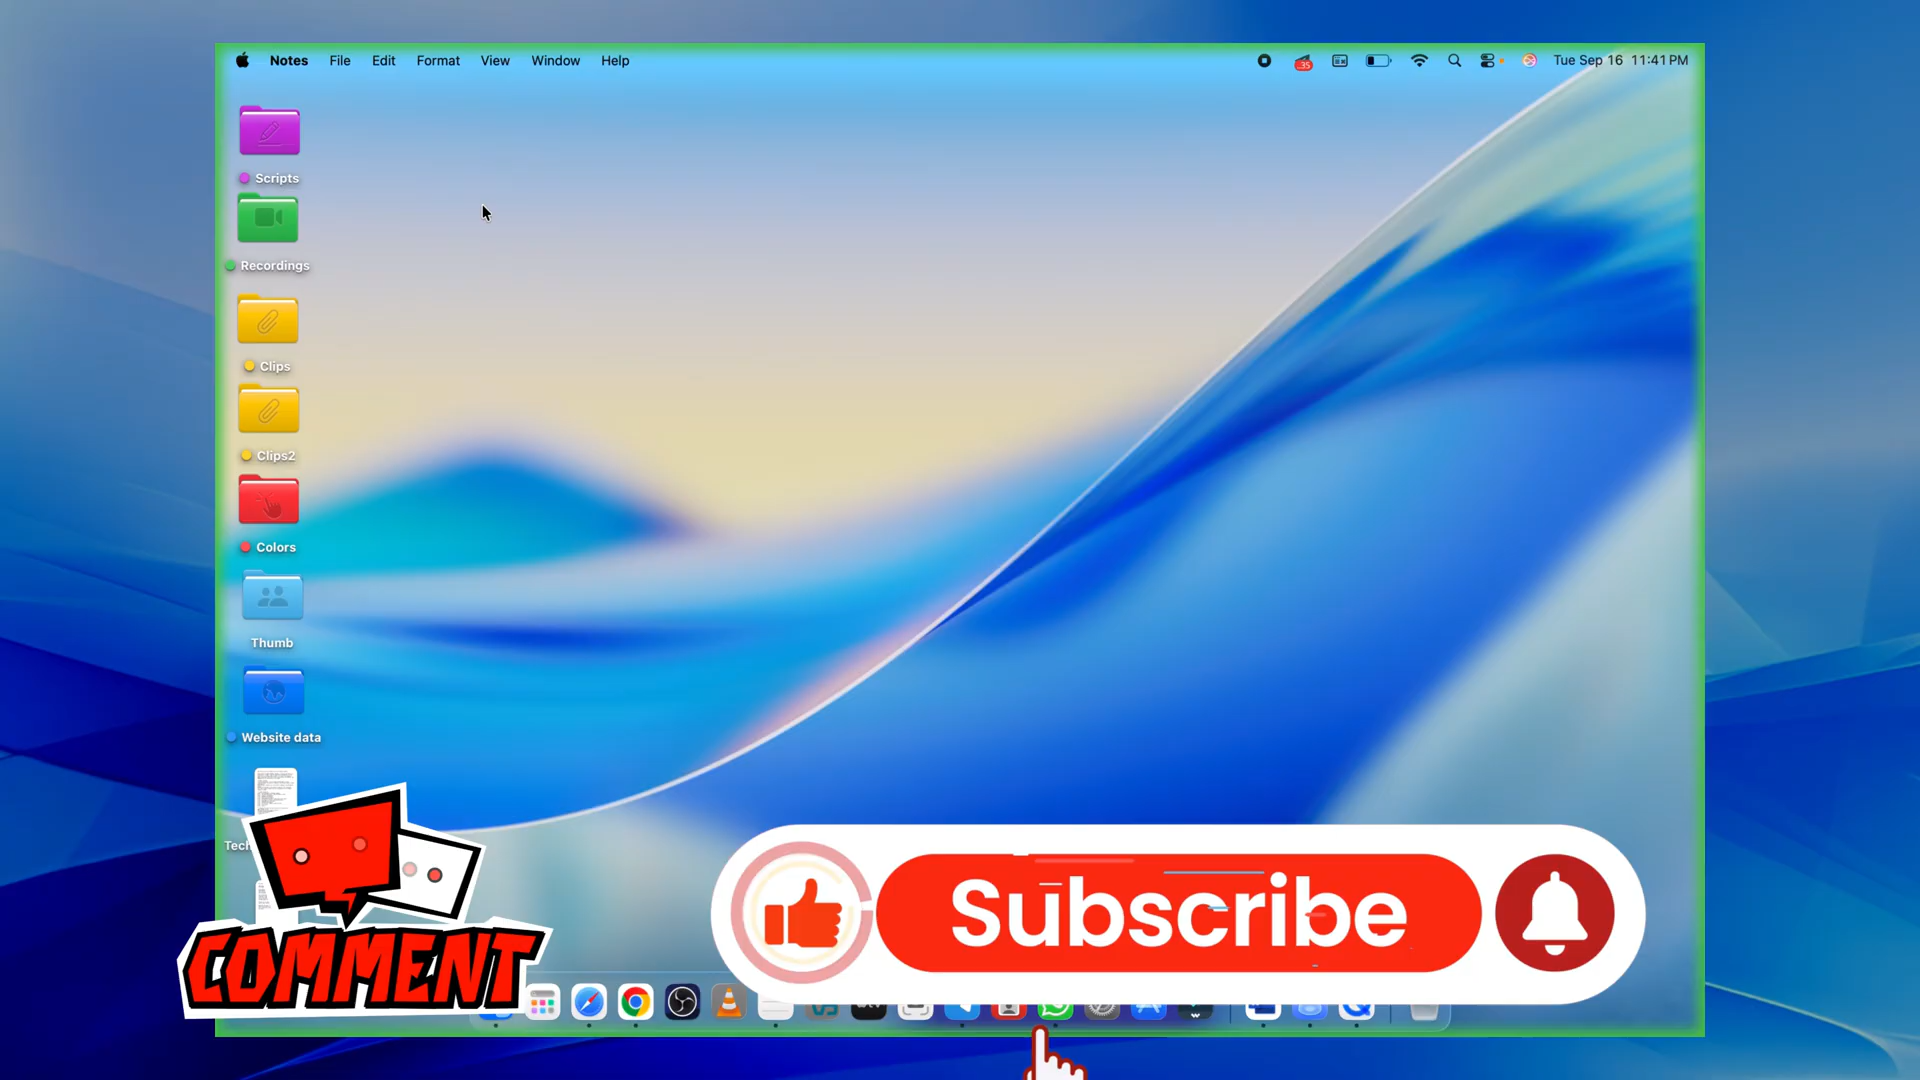 Notes File Edit Format View Window Help
35
Tue Sep 16 11:41 PM
Scripts
Recordings
Clips
Clips2
Colors
Thumb
Website data
Tech
COMMENT
Subscribe